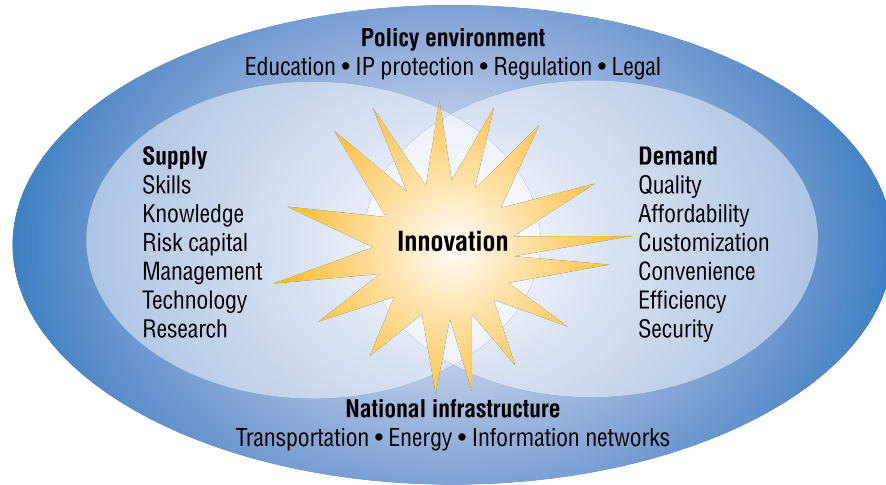 Policy environment
Education • IP protection • Regulation • Legal
Supply
Skills
Knowledge
Risk capital
Management
Technology
Research
Innovation
Demand
Quality
Affordability
Customization
Convenience
Efficiency
Security
National infrastructure
Transportation • Energy • Information networks